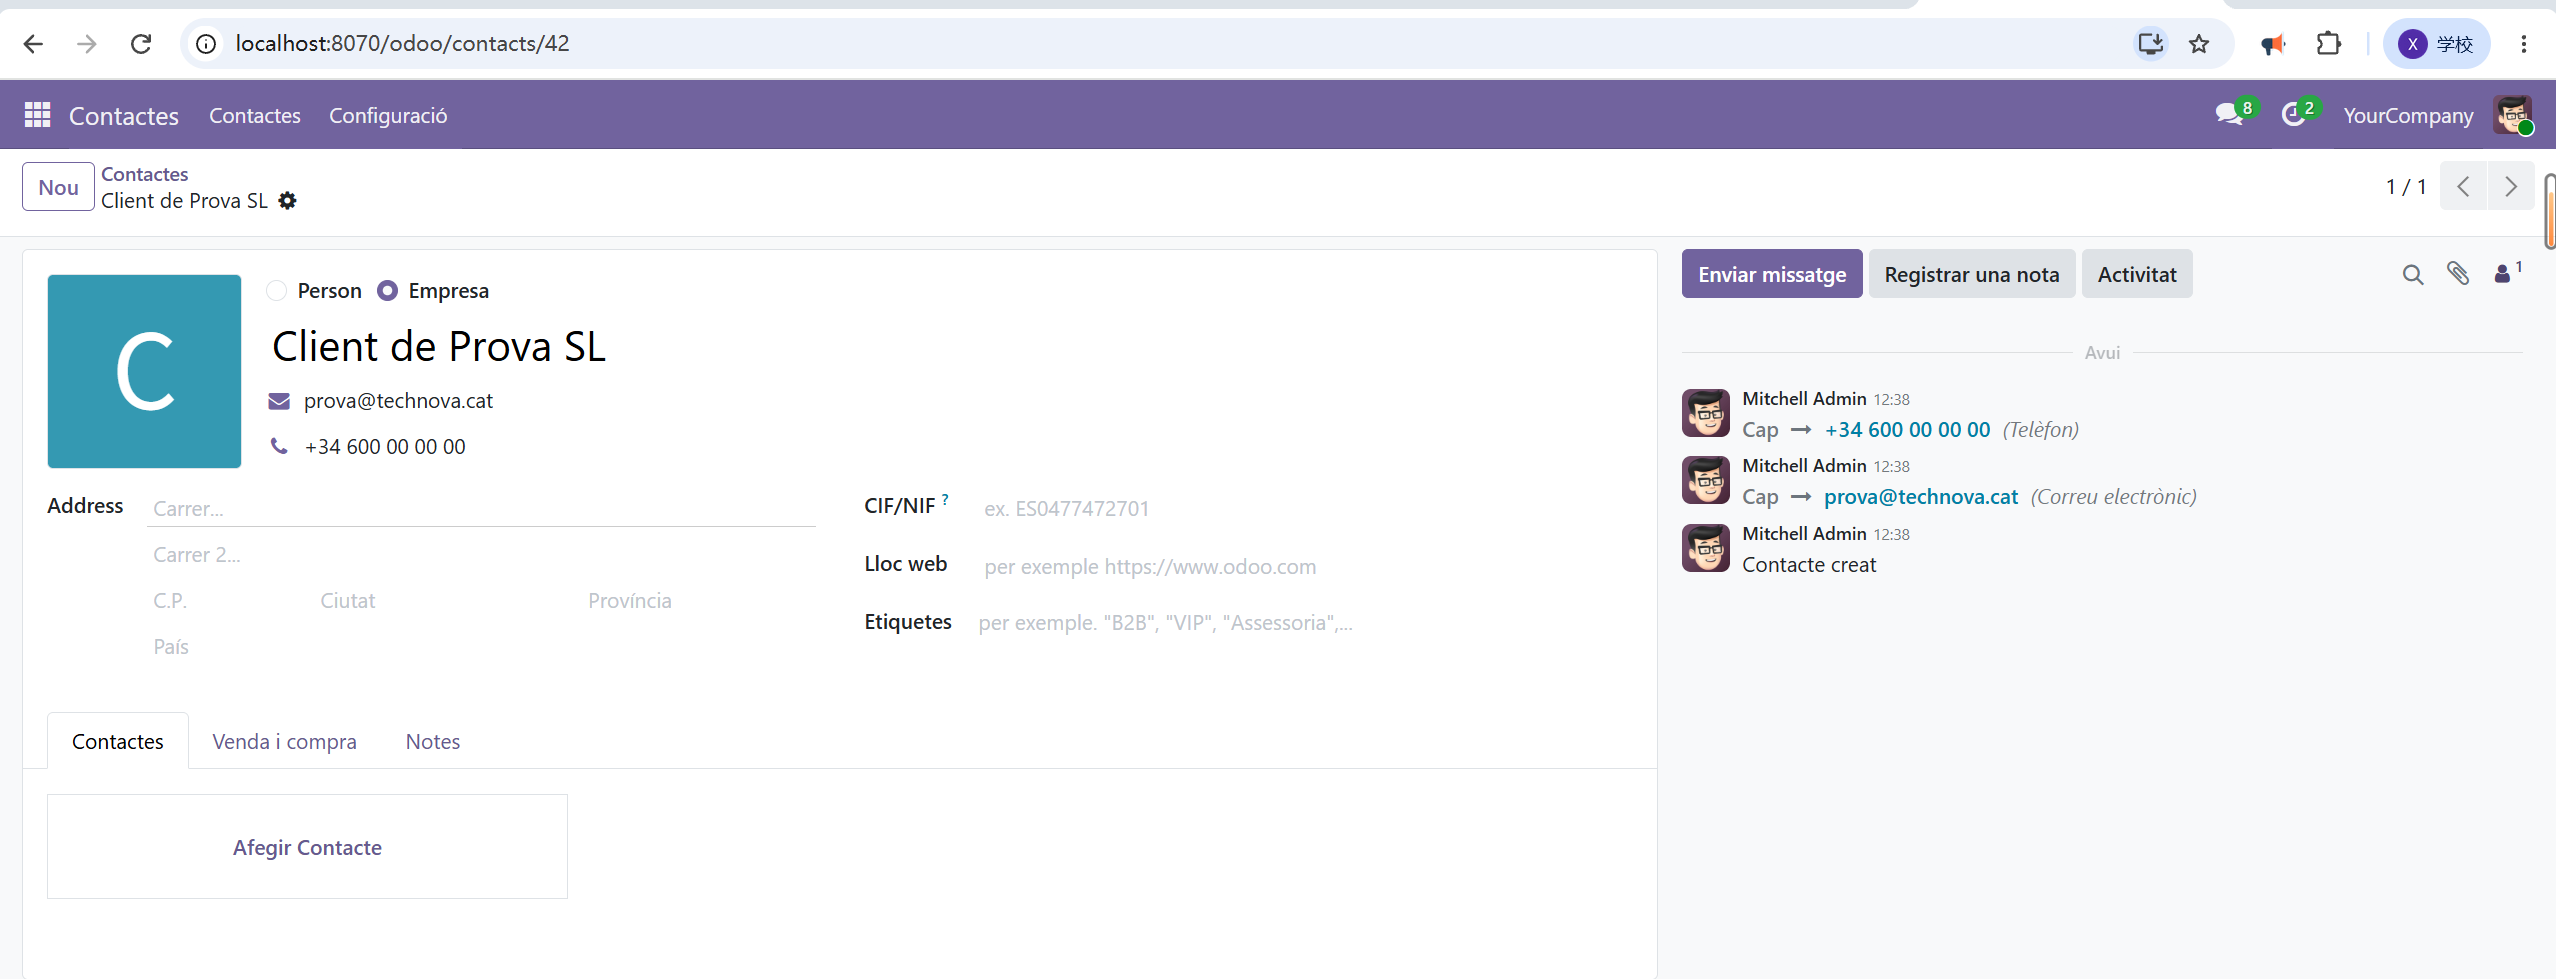 localhost:8070/odoo/contacts/42
X 学校
Contactes Contactes Configuració 8 2 YourCompany
Nou Contactes
Client de Prova SL
1 / 1
C
Person Empresa
Client de Prova SL
prova@technova.cat
+34 600 00 00 00
Address Carrer...
Carrer 2...
C.P. Ciutat Província
País
CIF/NIF ? ex. ES0477472701
Lloc web per exemple https://www.odoo.com
Etiquetes per exemple. "B2B", "VIP", "Assessoria",...
Contactes Venda i compra Notes
Afegir Contacte
Enviar missatge Registrar una nota Activitat 1
Avui
Mitchell Admin 12:38
Cap → +34 600 00 00 00 (Telèfon)
Mitchell Admin 12:38
Cap → prova@technova.cat (Correu electrònic)
Mitchell Admin 12:38
Contacte creat